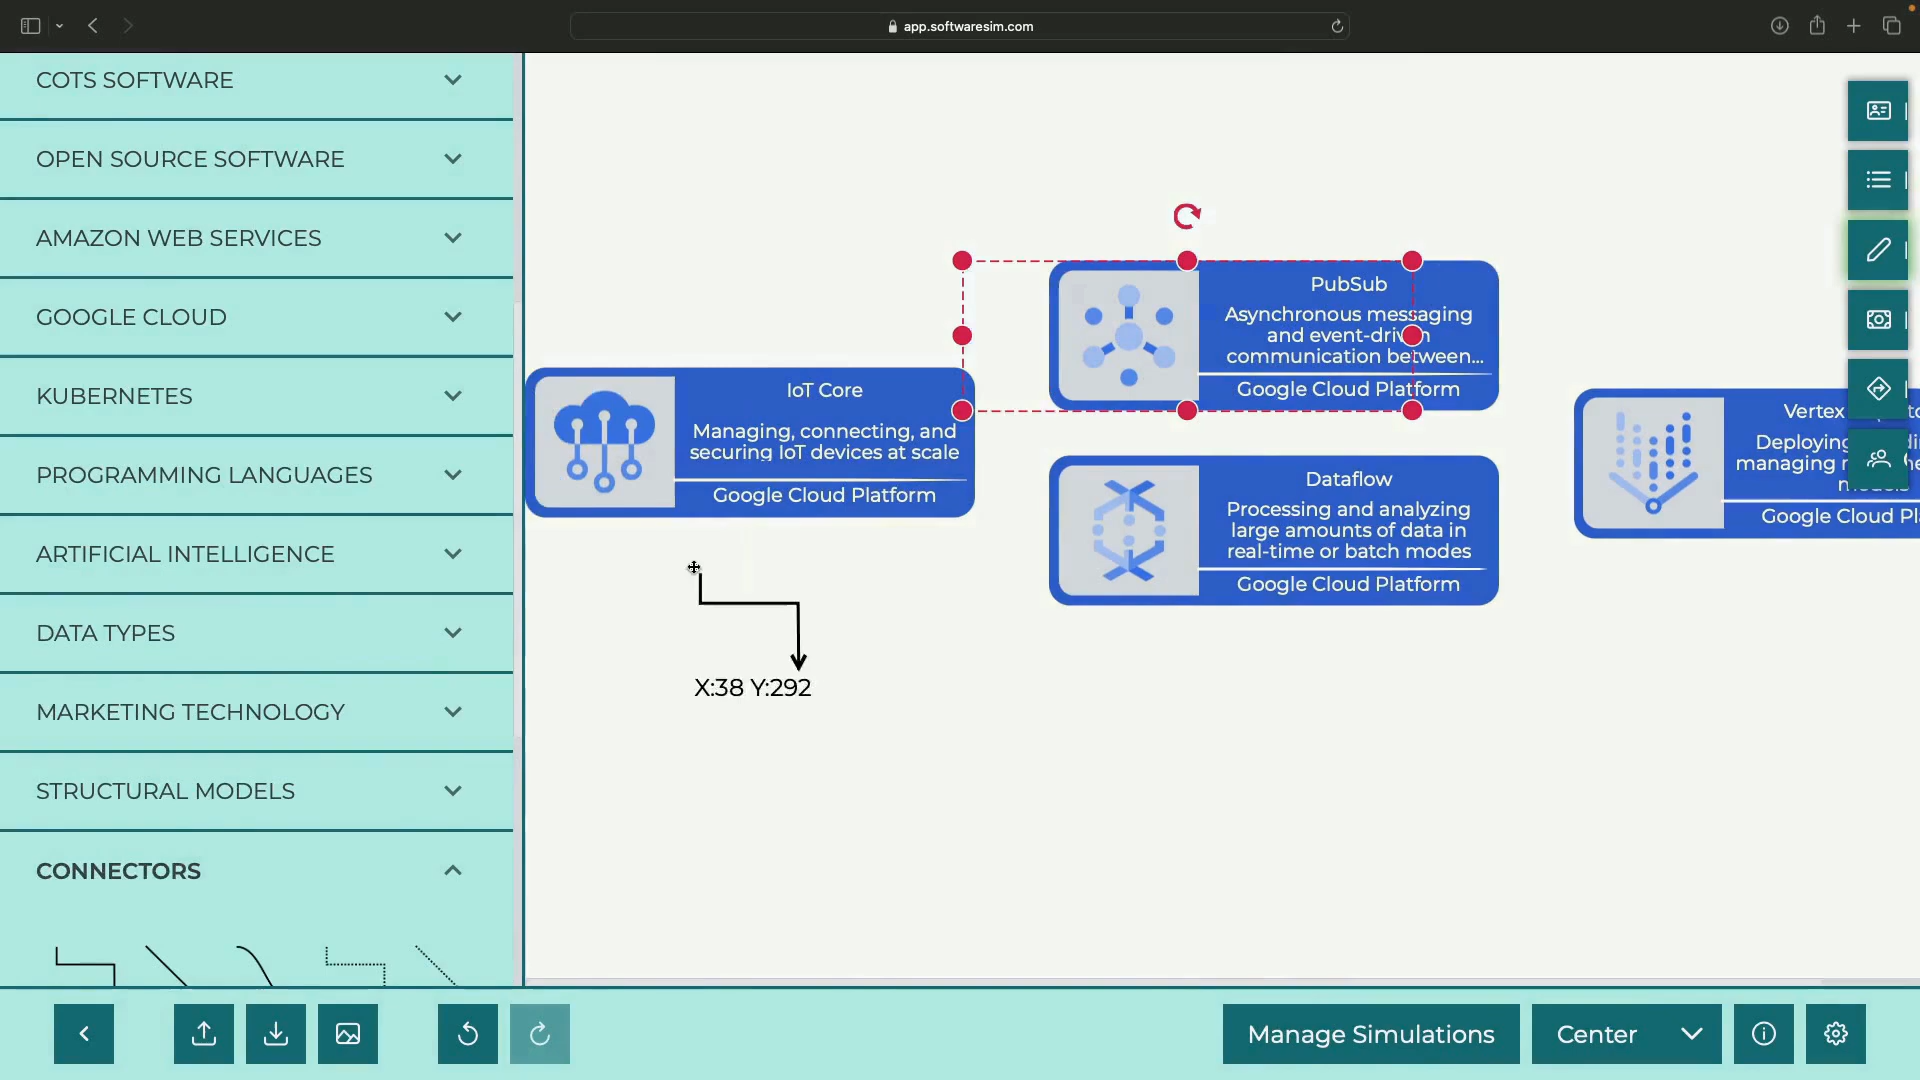 app.softwaresim.com
COTS SOFTWARE
OPEN SOURCE SOFTWARE
AMAZON WEB SERVICES
GOOGLE CLOUD
KUBERNETES
PROGRAMMING LANGUAGES
ARTIFICIAL INTELLIGENCE
DATA TYPES
MARKETING TECHNOLOGY
STRUCTURAL MODELS
CONNECTORS
IoT Core
Managing, connecting, and
securing IoT devices at scale
Google Cloud Platform
PubSub
Asynchronous messaging
and event-driven
communication between...
Google Cloud Platform
Dataflow
Processing and analyzing
large amounts of data in
real-time or batch modes
Google Cloud Platform
Vertex
Deploying
managing
Google Cloud Pl
X:38 Y:292
Manage Simulations
Center